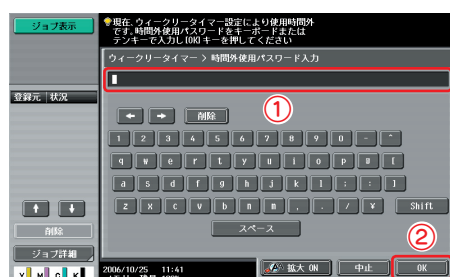 ジョブ表示
現在、ウィークリータイマー設定により使用時間外
です。時間外使用パスワードをキーボードまたは
テンキーで入力し[OK]キーを押してください
ウィークリータイマー > 時間外使用パスワード入力
登録元 状況
← → 削除
①
1 2 3 4 5 6 7 8 9 0 - ^
q w e r t y u i o p @ [
a s d f g h j k l ; : ]
z x c v b n m , . / ¥ Shift
スペース
②
↑ ↓
削除
ジョブ詳細
2006/10/25 11:41
拡大 ON 中止 OK
Y M C K